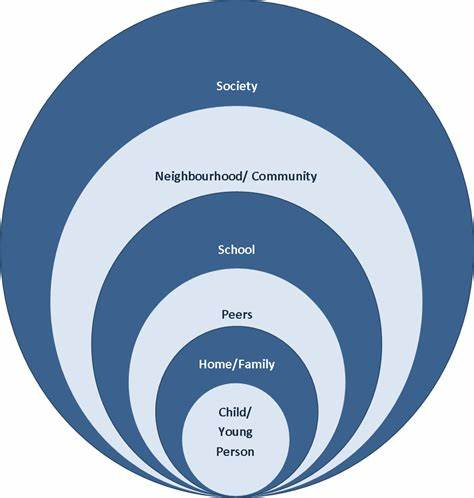 Society
Neighbourhood/ Community
School
Peers
Home/Family
Child/
Young
Person